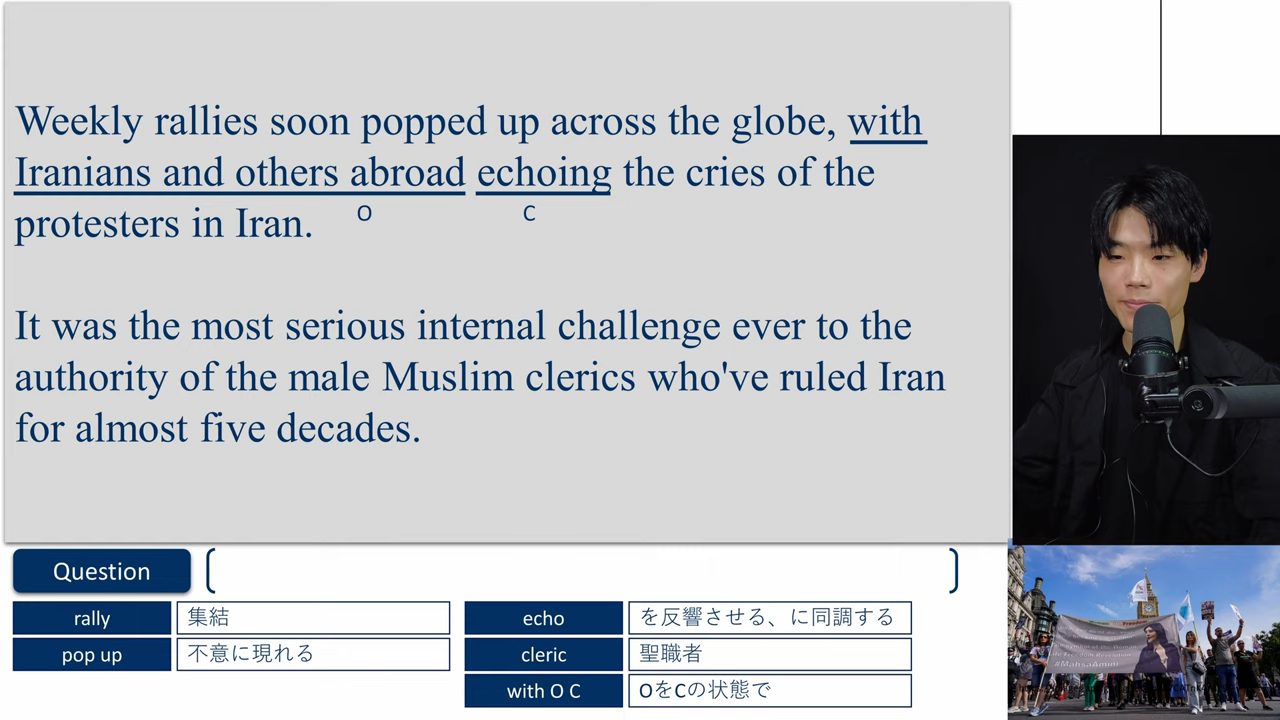 Weekly rallies soon popped up across the globe, with
Iranians and others abroad echoing the cries of the
O
C
protesters in Iran.
It was the most serious internal challenge ever to the
authority of the male Muslim clerics who've ruled Iran
for almost five decades.
Question
rally 集結
echo を反響させる、に同調する
pop up 不意に現れる
cleric 聖職者
with O C OをCの状態で
#MahsaAmini